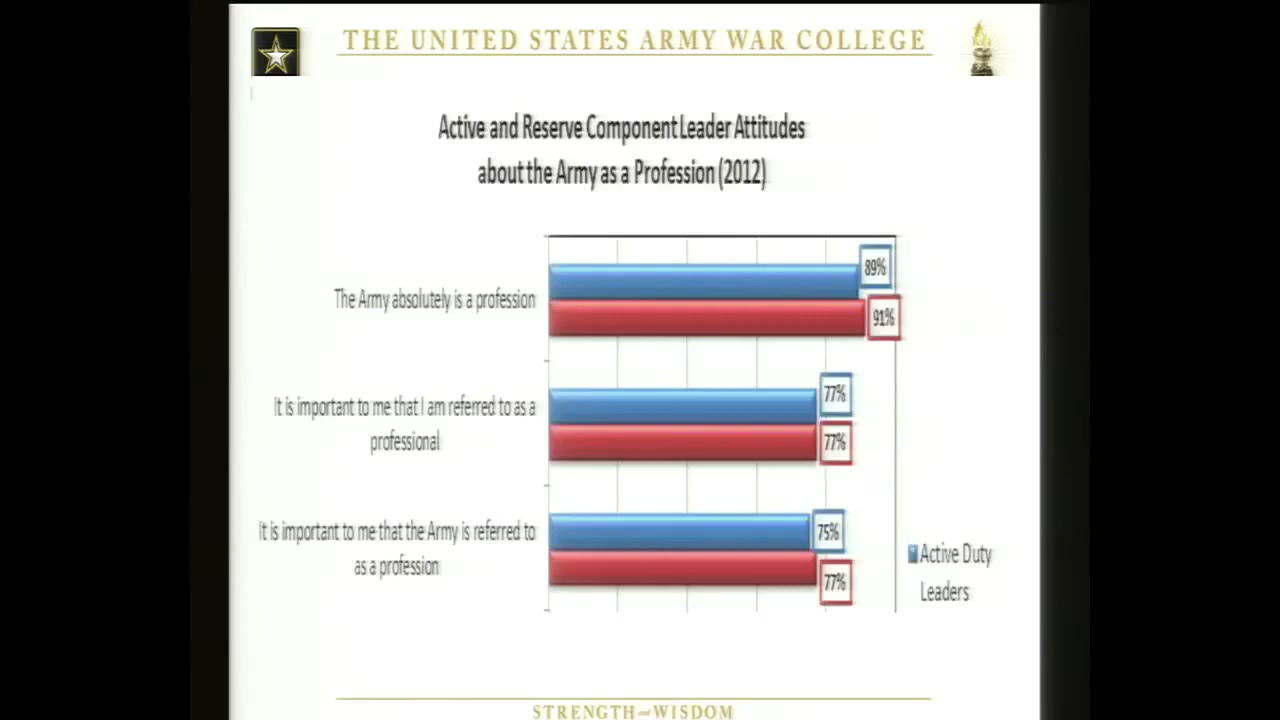 THE UNITED STATES ARMY WAR COLLEGE
Active and Reserve Component Leader Attitudes
about the Army as a Profession (2012)
The Army absolutely is a profession
89%
91%
It is important to me that I am referred to as a
professional
77%
77%
It is important to me that the Army is referred to
as a profession
75%
77%
Active Duty
Leaders
STRENGTH and WISDOM